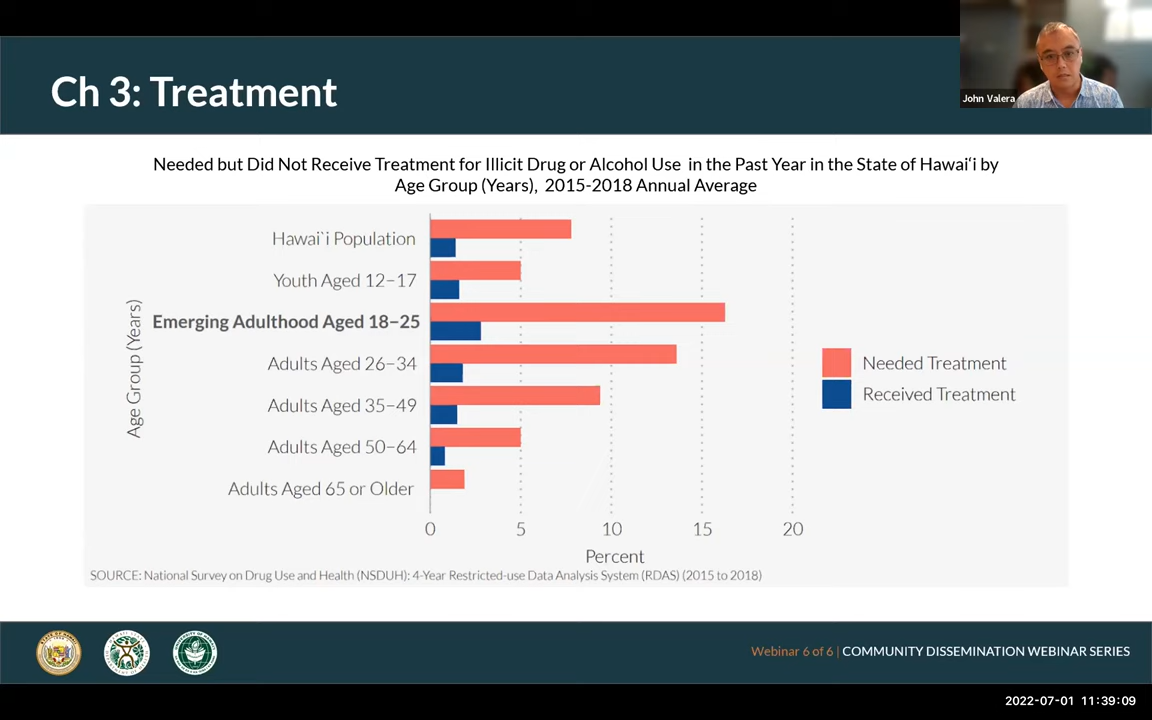 John Valera
Ch 3: Treatment
Needed but Did Not Receive Treatment for Illicit Drug or Alcohol Use in the Past Year in the State of Hawaiʻi by
Age Group (Years), 2015-2018 Annual Average
Age Group (Years)
Hawai`i Population
Youth Aged 12–17
Emerging Adulthood Aged 18–25
Adults Aged 26–34
Adults Aged 35–49
Adults Aged 50–64
Adults Aged 65 or Older
0 5 10 15 20
Percent
Needed Treatment
Received Treatment
SOURCE: National Survey on Drug Use and Health (NSDUH): 4-Year Restricted-use Data Analysis System (RDAS) (2015 to 2018)
Webinar 6 of 6 | COMMUNITY DISSEMINATION WEBINAR SERIES
2022-07-01 11:39:09